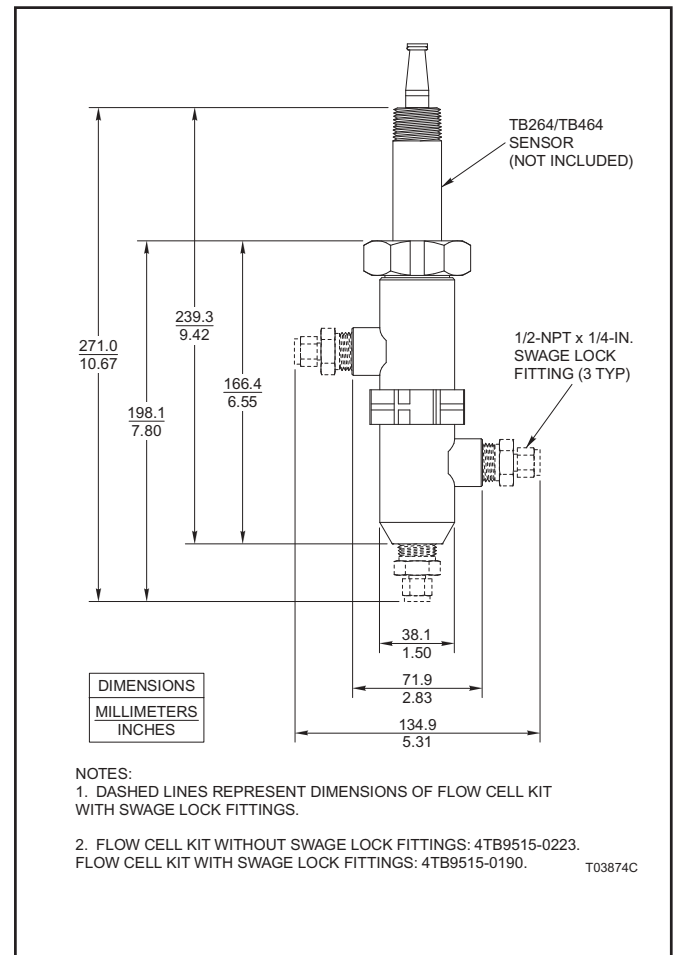 TB264/TB464
SENSOR
(NOT INCLUDED)
239.3
9.42
1/2-NPT x 1/4-IN.
SWAGE LOCK
FITTING (3 TYP)
271.0
10.67
166.4
6.55
198.1
7.80
38.1
1.50
71.9
2.83
134.9
5.31
DIMENSIONS
MILLIMETERS
INCHES
NOTES:
1. DASHED LINES REPRESENT DIMENSIONS OF FLOW CELL KIT
WITH SWAGE LOCK FITTINGS.
2. FLOW CELL KIT WITHOUT SWAGE LOCK FITTINGS: 4TB9515-0223.
FLOW CELL KIT WITH SWAGE LOCK FITTINGS: 4TB9515-0190.
T03874C